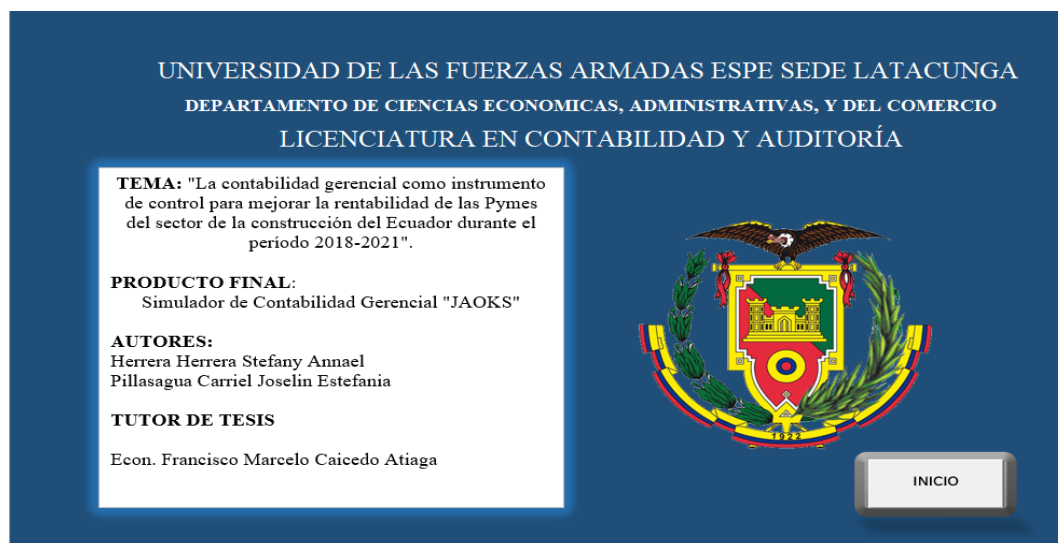 UNIVERSIDAD DE LAS FUERZAS ARMADAS ESPE SEDE LATACUNGA
DEPARTAMENTO DE CIENCIAS ECONOMICAS, ADMINISTRATIVAS, Y DEL COMERCIO
LICENCIATURA EN CONTABILIDAD Y AUDITORÍA
TEMA: "La contabilidad gerencial como instrumento
de control para mejorar la rentabilidad de las Pymes
del sector de la construcción del Ecuador durante el
período 2018-2021".
PRODUCTO FINAL:
Simulador de Contabilidad Gerencial "JAOKS"
AUTORES:
Herrera Herrera Stefany Annael
Pillasagua Carriel Joselin Estefania
TUTOR DE TESIS
Econ. Francisco Marcelo Caicedo Atiaga
1922
INICIO